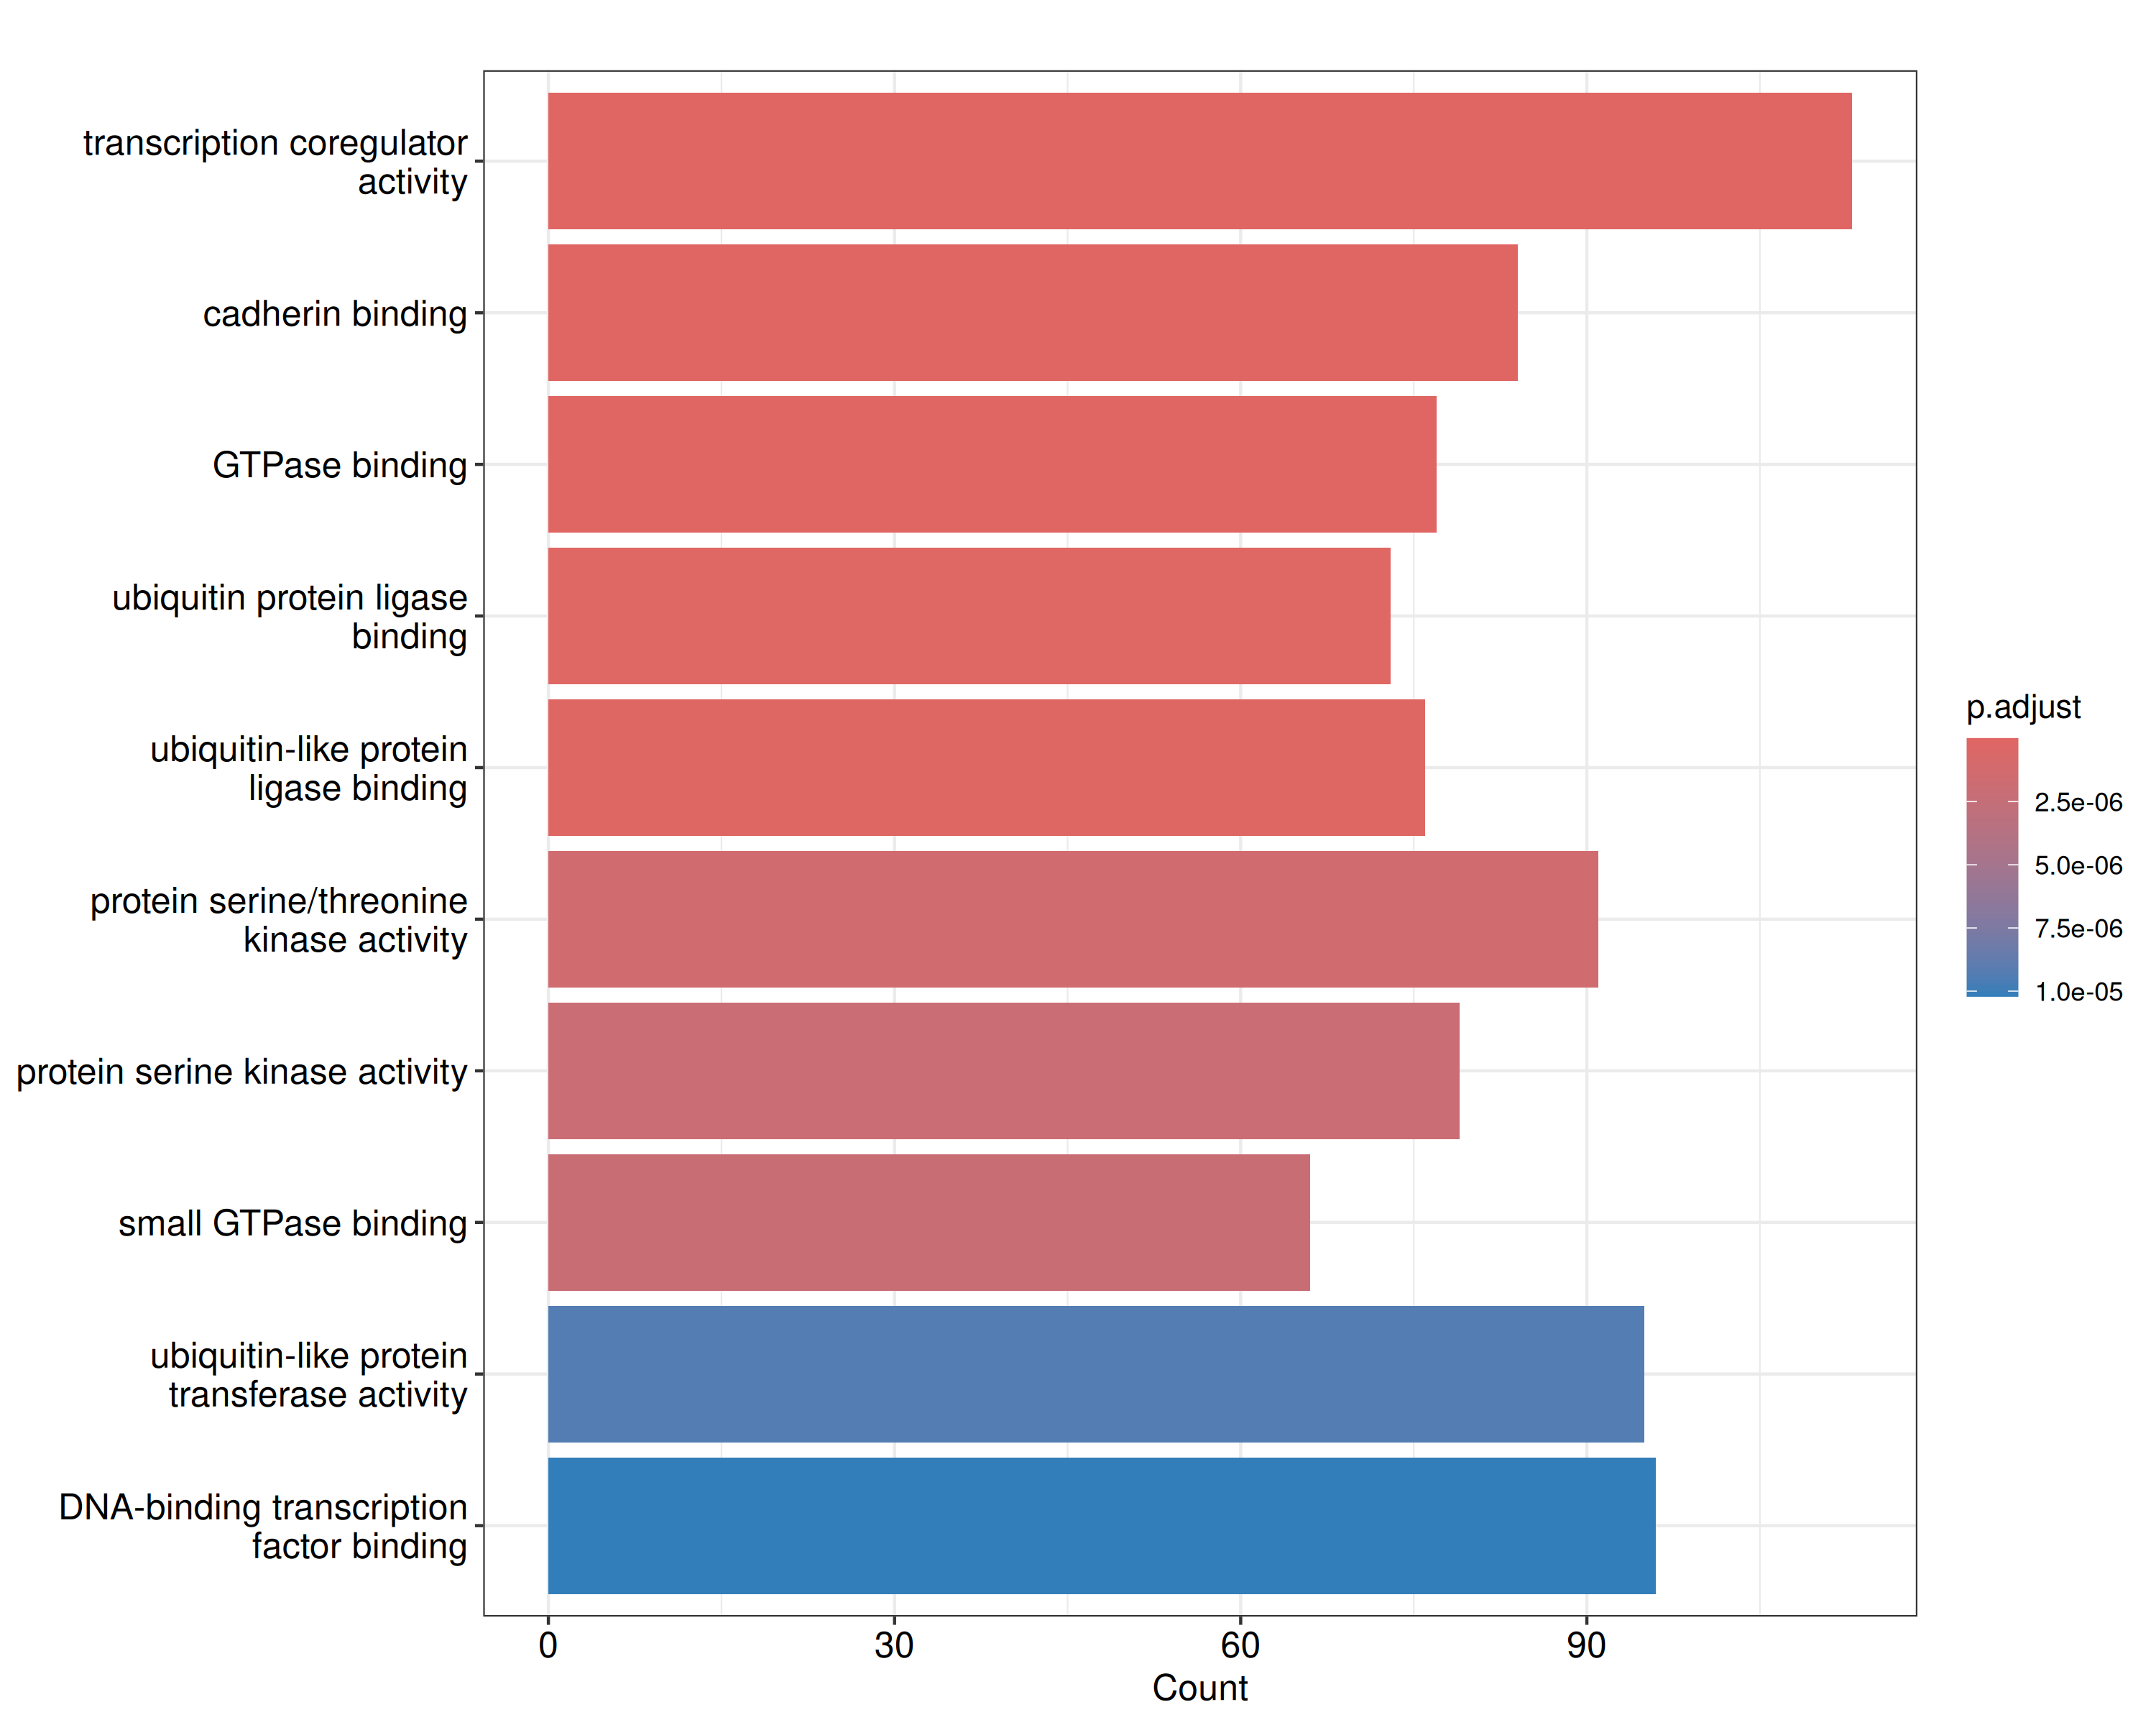 transcription coregulator
activity
cadherin binding
GTPase binding
ubiquitin protein ligase
binding
ubiquitin-like protein
ligase binding
protein serine/threonine
kinase activity
protein serine kinase activity
small GTPase binding
ubiquitin-like protein
transferase activity
DNA-binding transcription
factor binding
0 30 60 90
Count
p.adjust
2.5e-06
5.0e-06
7.5e-06
1.0e-05